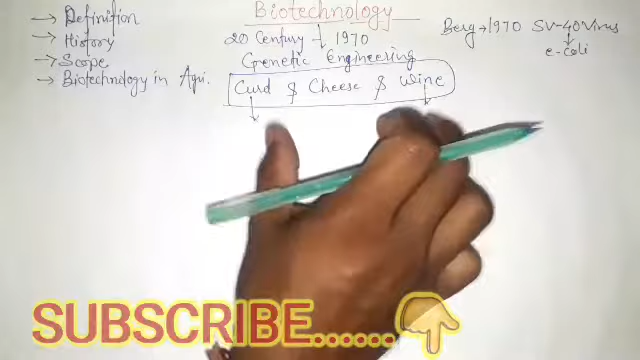 Biotechnology
→ Definition
→ History
→ Scope
→ Biotechnology in Agri.
20 Century ↓ 1970
Genetic Engineering
Curd & Cheese & Wine
Berg → 1970 SV-40 Virus
e-coli
SUBSCRIBE......